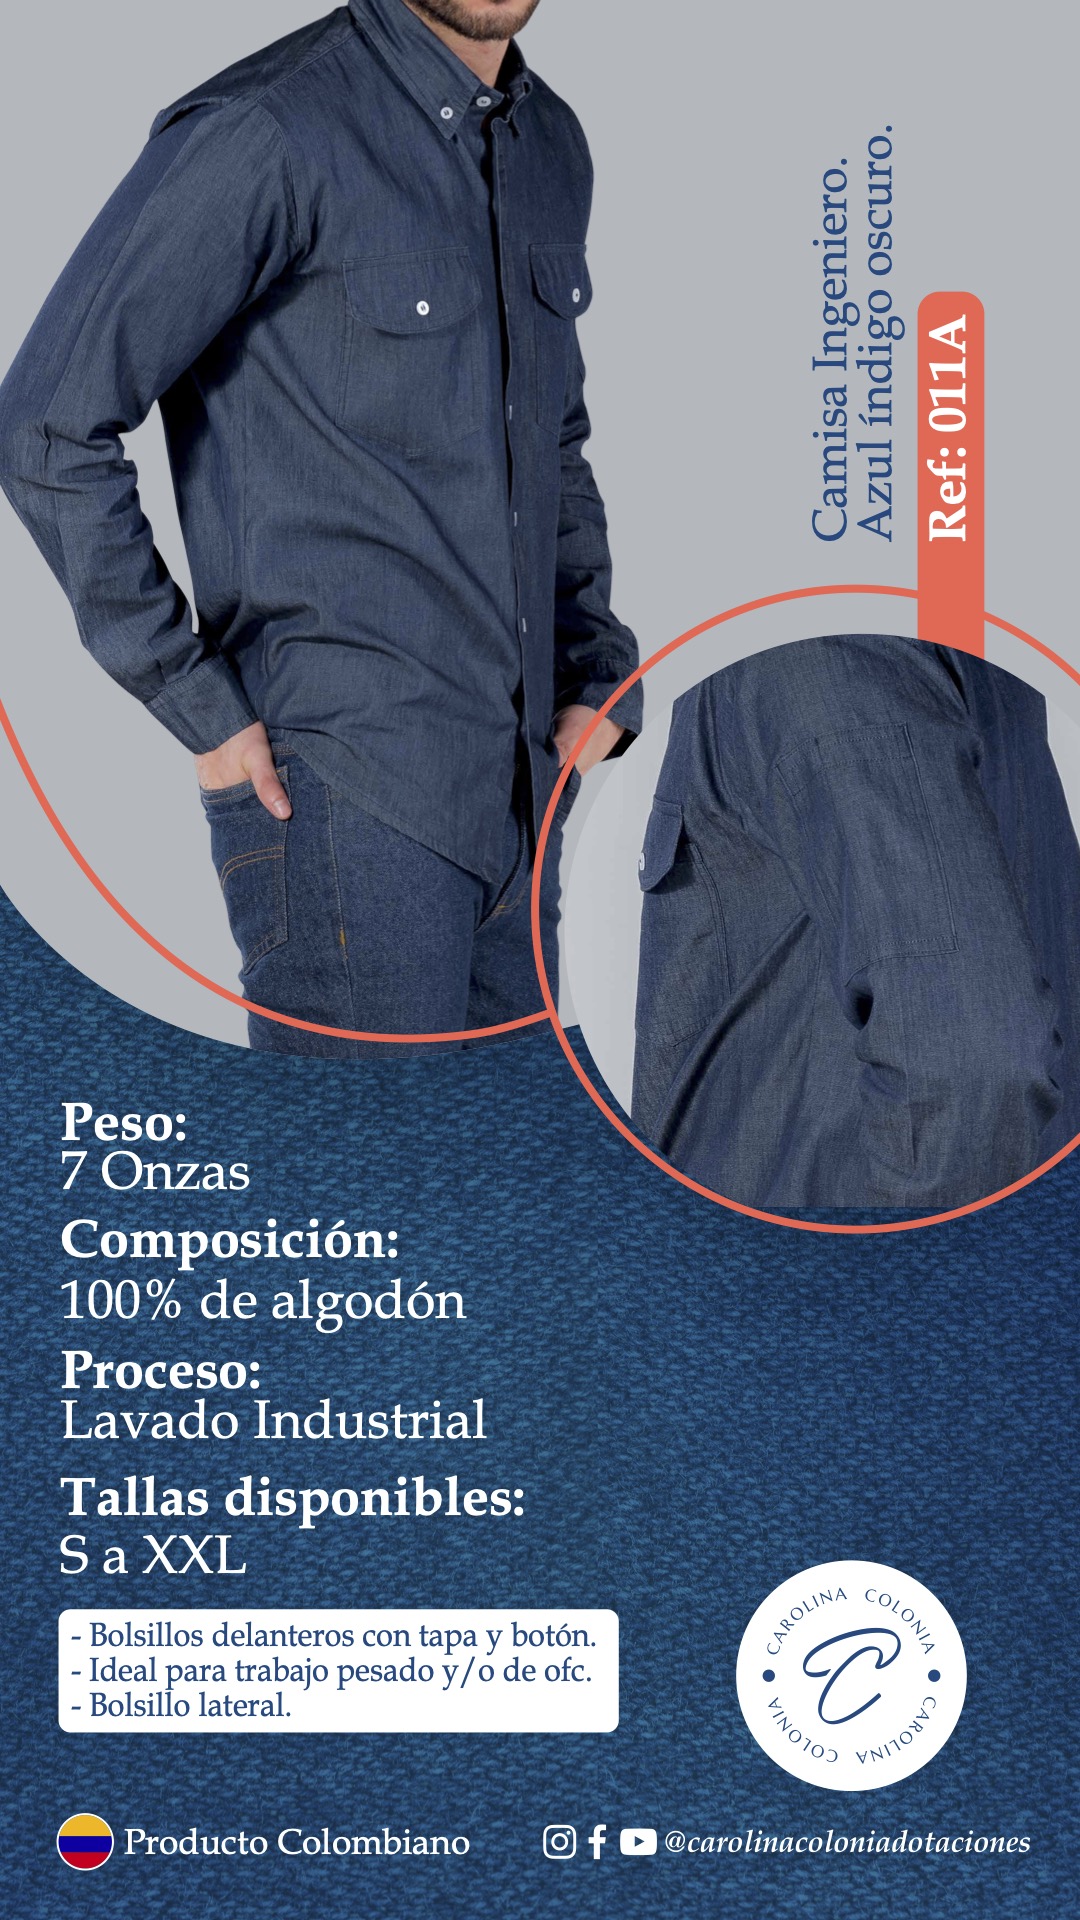 Camisa Ingeniero.
Azul índigo oscuro.
Ref: 011A
Peso:
7 Onzas
Composición:
100% de algodón
Proceso:
Lavado Industrial
Tallas disponibles:
S a XXL
- Bolsillos delanteros con tapa y botón.
- Ideal para trabajo pesado y/o de ofc.
- Bolsillo lateral.
CAROLINA COLONIA
C
CAROLINA COLONIA
Producto Colombiano
@carolinacoloniadotaciones